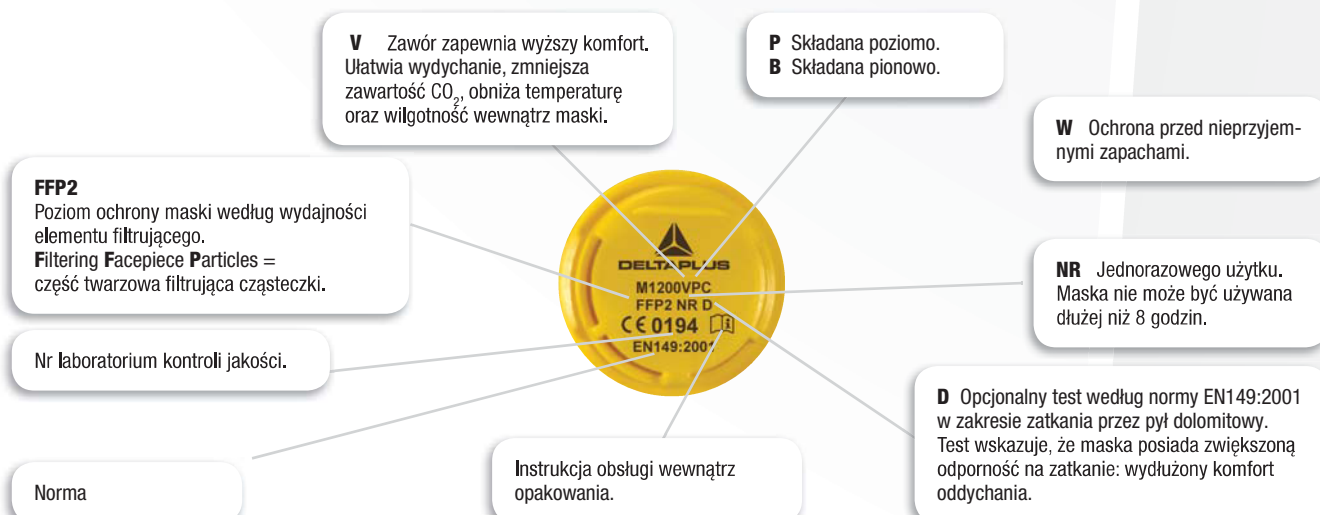 V Zawór zapewnia wyższy komfort.
Ułatwia wydychanie, zmniejsza
zawartość CO₂, obniża temperaturę
oraz wilgotność wewnątrz maski.
P Składana poziomo.
B Składana pionowo.
W Ochrona przed nieprzyjem-
nymi zapachami.
FFP2
Poziom ochrony maski według wydajności
elementu filtrującego.
Filtering Facepiece Particles =
część twarzowa filtrująca cząsteczki.
DELTAPLUS
M1200VPC
FFP2 NR D
CE 0194
EN149:2001
NR Jednorazowego użytku.
Maska nie może być używana
dłużej niż 8 godzin.
Nr laboratorium kontroli jakości.
D Opcjonalny test według normy EN149:2001
w zakresie zatkania przez pył dolomitowy.
Test wskazuje, że maska posiada zwiększoną
odporność na zatkanie: wydłużony komfort
oddychania.
Instrukcja obsługi wewnątrz
opakowania.
Norma